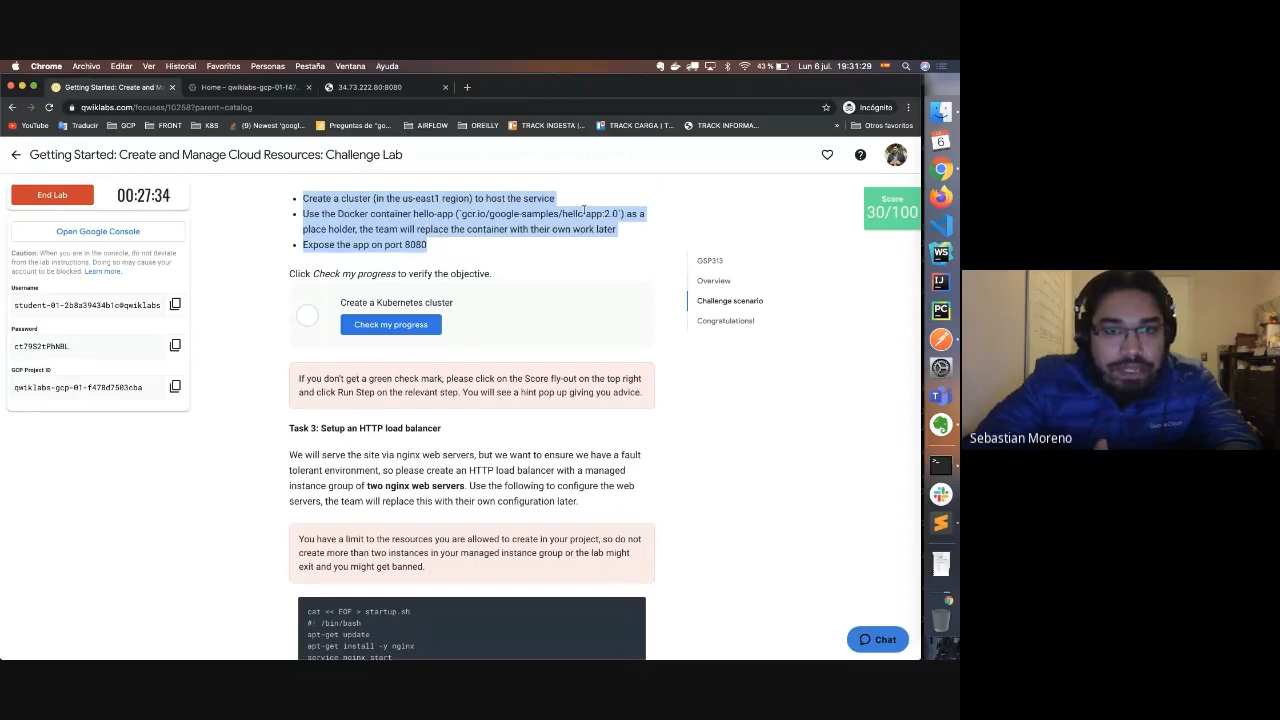 Chrome Archivo Editar Ver Historial Favoritos Personas Pestaña Ventana Ayuda 43 % Lun 6 jul. 19:31:29
Getting Started: Create and M Home – qwiklabs-gcp-01-f47. 34.73.222.80:8080
qwiklabs.com/focuses/10258?parent=catalog Incógnito
YouTube Traducir GCP FRONT K8S (9) Newest 'googl... Preguntas de "go... AIRFLOW OREILLY TRACK INGESTA (... TRACK CARGA ( T... TRACK INFORMA... » Otros favoritos
Getting Started: Create and Manage Cloud Resources: Challenge Lab
End Lab 00:27:34
Open Google Console
Caution: When you are in the console, do not deviate
from the lab instructions. Doing so may cause your
account to be blocked. Learn more.
Username
student-01-2b8a39434b1c@qwiklabs
Password
ct79S2tPhNBL
GCP Project ID
qwiklabs-gcp-01-f478d7503cba
Create a cluster (in the us-east1 region) to host the service
Use the Docker container hello-app (`gcr.io/google-samples/hello-app:2.0`) as a
place holder, the team will replace the container with their own work later
Expose the app on port 8080
Click Check my progress to verify the objective.
Create a Kubernetes cluster
Check my progress
If you don't get a green check mark, please click on the Score fly-out on the top right
and click Run Step on the relevant step. You will see a hint pop up giving you advice.
Task 3: Setup an HTTP load balancer
We will serve the site via nginx web servers, but we want to ensure we have a fault
tolerant environment, so please create an HTTP load balancer with a managed
instance group of two nginx web servers. Use the following to configure the web
servers, the team will replace this with their own configuration later.
You have a limit to the resources you are allowed to create in your project, so do not
create more than two instances in your managed instance group or the lab might
exit and you might get banned.
cat << EOF > startup.sh
#! /bin/bash
apt-get update
apt-get install -y nginx
service nginx start
GSP313
Overview
Challenge scenario
Congratulations!
Score
30/100
Chat
Sebastian Moreno